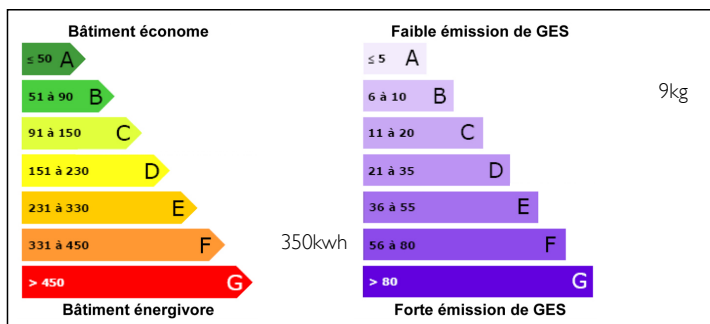 Bâtiment économe
≤ 50 A
51 à 90 B
91 à 150 C
151 à 230 D
231 à 330 E
331 à 450 F
350kwh
> 450 G
Bâtiment énergivore
Faible émission de GES
≤ 5 A
6 à 10 B
9kg
11 à 20 C
21 à 35 D
36 à 55 E
56 à 80 F
> 80 G
Forte émission de GES